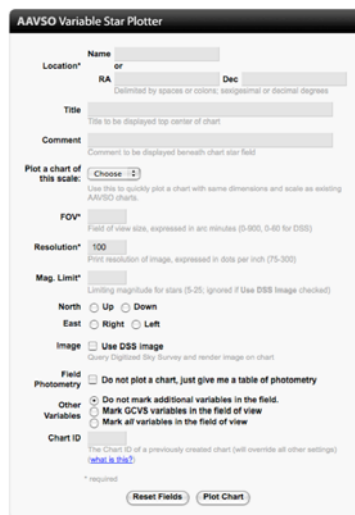 AAVSO Variable Star Plotter
Name
Location*
or
RA
Dec
Delimited by spaces or colons; sexigesimal or decimal degrees
Title
Title to be displayed top center of chart
Comment
Comment to be displayed beneath chart star field
Plot a chart of
this scale:
Choose
Use this to quickly plot a chart with same dimensions and scale as existing
AAVSO charts.
FOV*
Field of view size, expressed in arc minutes (0-900, 0-60 for DSS)
Resolution*
100
Print resolution of image, expressed in dots per inch (75-300)
Mag. Limit*
Limiting magnitude for stars (5-25; ignored if Use DSS Image checked)
North Up Down
East Right Left
Image Use DSS image
Query Digitized Sky Survey and render image on chart
Field
Photometry
Do not plot a chart, just give me a table of photometry
Other
Variables
Do not mark additional variables in the field.
Mark GCVS variables in the field of view
Mark all variables in the field of view
Chart ID
The Chart ID of a previously created chart (will override all other settings)
(what is this?)
* required
Reset Fields Plot Chart